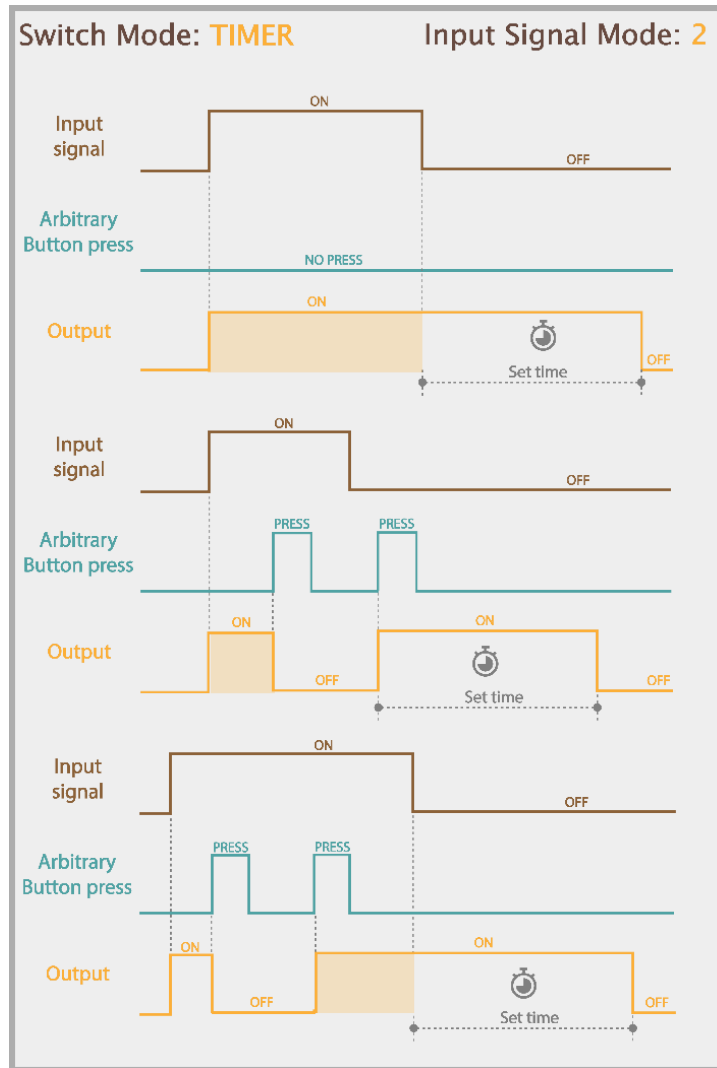 Switch Mode: TIMER
Input Signal Mode: 2
ON
Input
signal
OFF
Arbitrary
Button press
NO PRESS
ON
Output
OFF
Set time
ON
Input
signal
OFF
PRESS
PRESS
Arbitrary
Button press
ON
ON
Output
OFF
OFF
Set time
ON
Input
signal
OFF
PRESS
PRESS
Arbitrary
Button press
ON
ON
Output
OFF
OFF
Set time